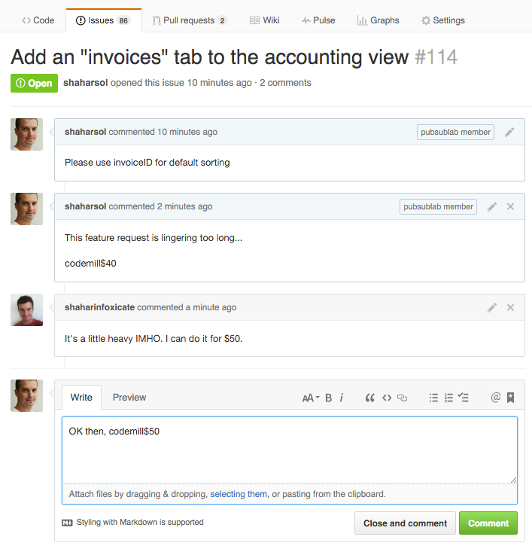 Code Issues 86 Pull requests 2 Wiki Pulse Graphs Settings
Add an "invoices" tab to the accounting view #114
Open shaharsol opened this issue 10 minutes ago · 2 comments
shaharsol commented 10 minutes ago pubsublab member
Please use invoiceID for default sorting
shaharsol commented 2 minutes ago pubsublab member
This feature request is lingering too long...
codemill$40
shaharinfoxicate commented a minute ago
It's a little heavy IMHO. I can do it for $50.
Write Preview AA B i
OK then, codemill$50
Attach files by dragging & dropping, selecting them, or pasting from the clipboard.
Styling with Markdown is supported Close and comment Comment